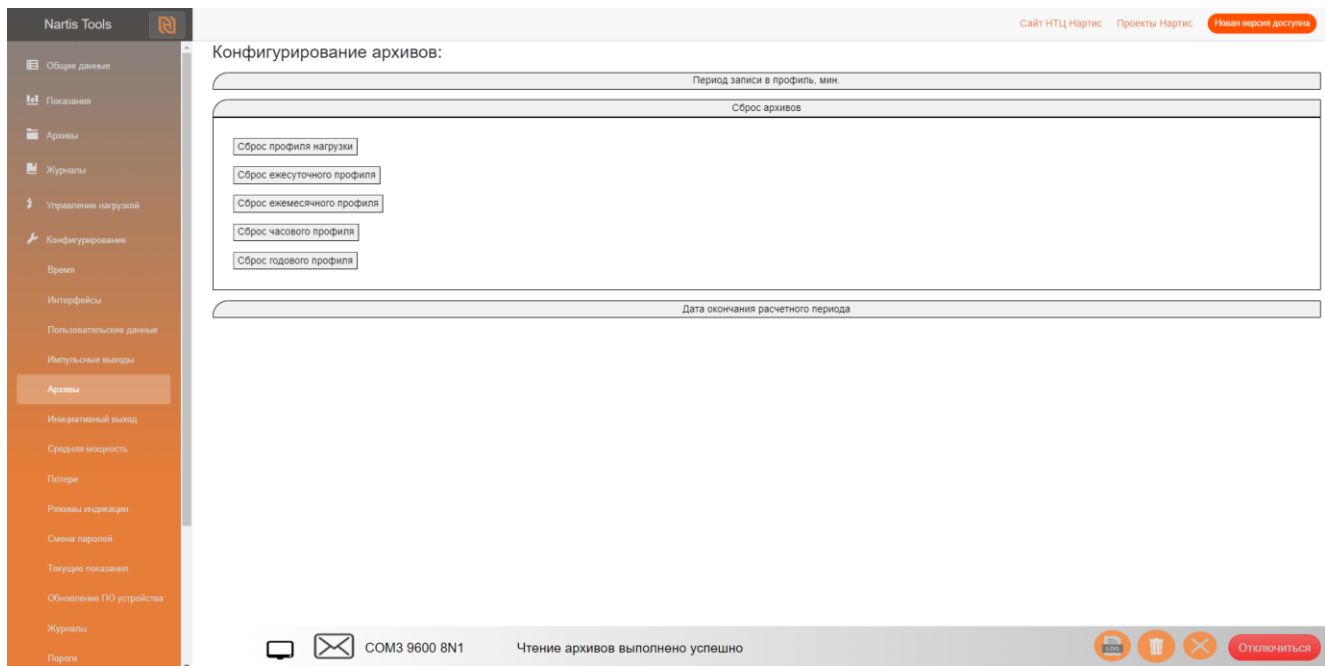 Nartis Tools
Сайт НТЦ Нартис Проекты Нартис Новая версия доступна
Общие данные
Показания
Архивы
Журналы
Управление нагрузкой
Конфигурирование
Время
Интерфейсы
Пользовательские данные
Импульсные выходы
Архивы
Инициативный выход
Средняя мощность
Потери
Режимы индикации
Смена паролей
Текущие показания
Обновление ПО устройства
Журналы
Пороги
Конфигурирование архивов:
Период записи в профиль, мин.
Сброс архивов
Сброс профиля нагрузки
Сброс ежесуточного профиля
Сброс ежемесячного профиля
Сброс часового профиля
Сброс годового профиля
Дата окончания расчетного периода
COM3 9600 8N1 Чтение архивов выполнено успешно LOG Отключиться